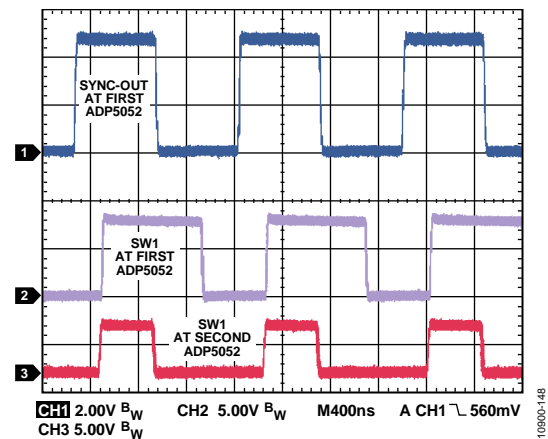 SYNC-OUT
AT FIRST
ADP5052
1
SW1
AT FIRST
ADP5052
2
SW1
AT SECOND
ADP5052
3
CH1 2.00V BW CH2 5.00V BW M400ns A CH1 560mV
CH3 5.00V BW
10900-148